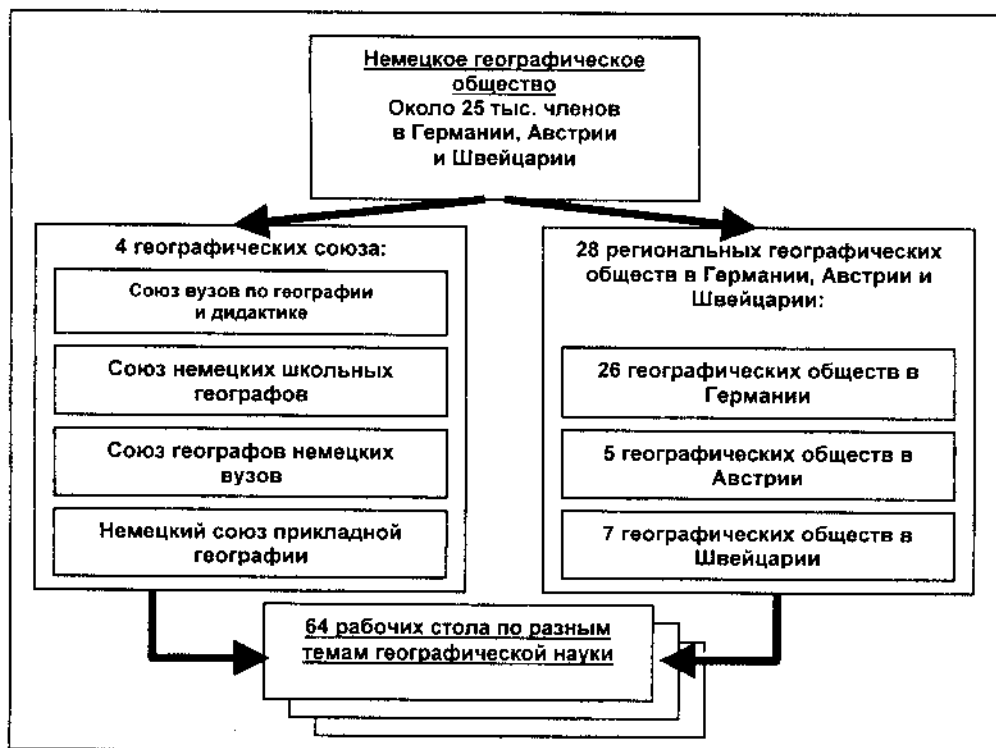 Немецкое географическое
общество
Около 25 тыс. членов
в Германии, Австрии
и Швейцарии
4 географических союза:
Союз вузов по географии
и дидактике
Союз немецких школьных
географов
Союз географов немецких
вузов
Немецкий союз прикладной
географии
28 региональных географических
обществ в Германии, Австрии и
Швейцарии:
26 географических обществ в
Германии
5 географических обществ в
Австрии
7 географических обществ в
Швейцарии
64 рабочих стола по разным
темам географической науки